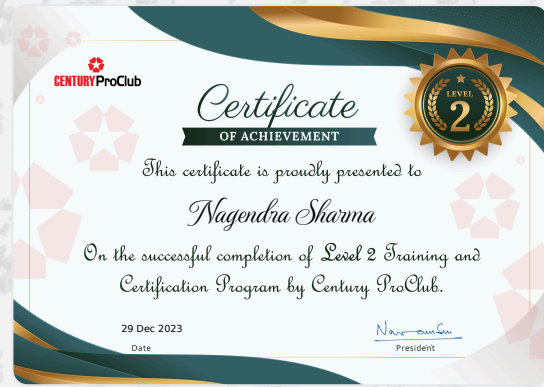 CENTURY ProClub
Certificate
OF ACHIEVEMENT
LEVEL
2
This certificate is proudly presented to
Nagendra Sharma
On the successful completion of Level 2 Training and
Certification Program by Century ProClub.
29 Dec 2023
Date
President